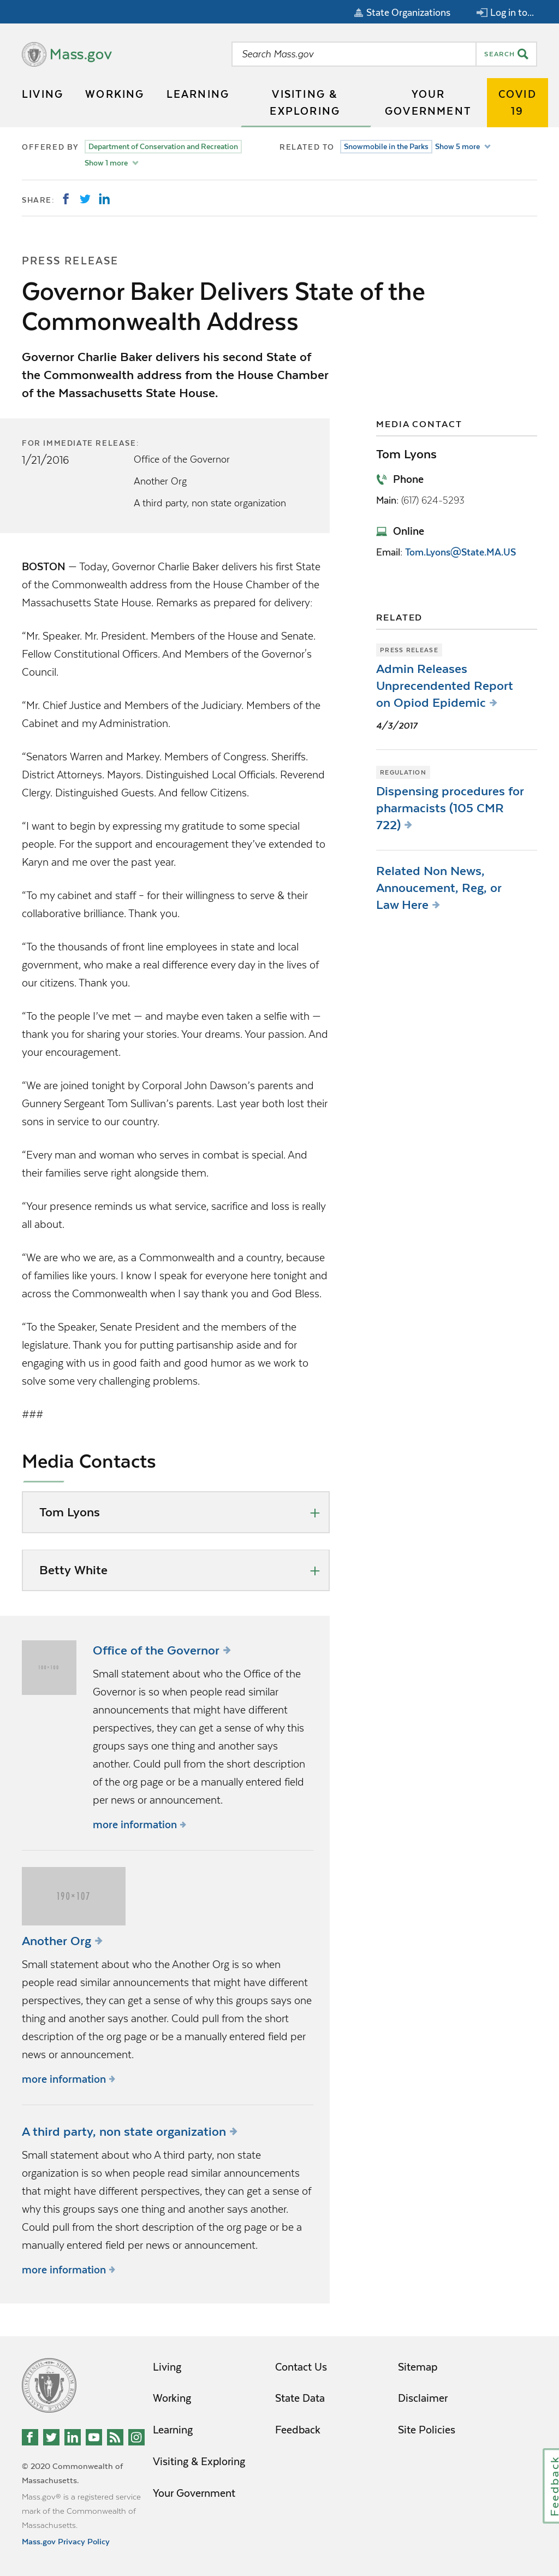 State Organizations
Log in to...
Mass.gov
Search Mass.gov
SEARCH
LIVING
WORKING
LEARNING
VISITING &
EXPLORING
YOUR
GOVERNMENT
COVID
19
OFFERED BY
Department of Conservation and Recreation
Show 1 more
RELATED TO
Snowmobile in the Parks
Show 5 more
SHARE:
PRESS RELEASE
Governor Baker Delivers State of the
Commonwealth Address
Governor Charlie Baker delivers his second State of
the Commonwealth address from the House Chamber
of the Massachusetts State House.
FOR IMMEDIATE RELEASE:
1/21/2016
Office of the Governor
Another Org
A third party, non state organization
BOSTON — Today, Governor Charlie Baker delivers his first State
of the Commonwealth address from the House Chamber of the
Massachusetts State House. Remarks as prepared for delivery:
“Mr. Speaker. Mr. President. Members of the House and Senate.
Fellow Constitutional Officers. And Members of the Governor’s
Council.
“Mr. Chief Justice and Members of the Judiciary. Members of the
Cabinet and my Administration.
“Senators Warren and Markey. Members of Congress. Sheriffs.
District Attorneys. Mayors. Distinguished Local Officials. Reverend
Clergy. Distinguished Guests. And fellow Citizens.
“I want to begin by expressing my gratitude to some special
people. For the support and encouragement they’ve extended to
Karyn and me over the past year.
“To my cabinet and staff – for their willingness to serve & their
collaborative brilliance. Thank you.
“To the thousands of front line employees in state and local
government, who make a real difference every day in the lives of
our citizens. Thank you.
“To the people I’ve met — and maybe even taken a selfie with —
thank you for sharing your stories. Your dreams. Your passion. And
your encouragement.
“We are joined tonight by Corporal John Dawson’s parents and
Gunnery Sergeant Tom Sullivan’s parents. Last year both lost their
sons in service to our country.
“Every man and woman who serves in combat is special. And
their families serve right alongside them.
“Your presence reminds us what service, sacrifice and loss is really
all about.
“We are who we are, as a Commonwealth and a country, because
of families like yours. I know I speak for everyone here tonight and
across the Commonwealth when I say thank you and God Bless.
“To the Speaker, Senate President and the members of the
legislature. Thank you for putting partisanship aside and for
engaging with us in good faith and good humor as we work to
solve some very challenging problems.
###
Media Contacts
Tom Lyons
Betty White
100×100
Office of the Governor
Small statement about who the Office of the
Governor is so when people read similar
announcements that might have different
perspectives, they can get a sense of why this
groups says one thing and another says
another. Could pull from the short description
of the org page or be a manually entered field
per news or announcement.
more information
190×107
Another Org
Small statement about who the Another Org is so when
people read similar announcements that might have different
perspectives, they can get a sense of why this groups says one
thing and another says another. Could pull from the short
description of the org page or be a manually entered field per
news or announcement.
more information
A third party, non state organization
Small statement about who A third party, non state
organization is so when people read similar announcements
that might have different perspectives, they can get a sense of
why this groups says one thing and another says another.
Could pull from the short description of the org page or be a
manually entered field per news or announcement.
more information
MEDIA CONTACT
Tom Lyons
Phone
Main: (617) 624-5293
Online
Email: Tom.Lyons@State.MA.US
RELATED
PRESS RELEASE
Admin Releases
Unprecendented Report
on Opiod Epidemic
4/3/2017
REGULATION
Dispensing procedures for
pharmacists (105 CMR
722)
Related Non News,
Annoucement, Reg, or
Law Here
Living
Working
Learning
Visiting & Exploring
Your Government
Contact Us
State Data
Feedback
Sitemap
Disclaimer
Site Policies
© 2020 Commonwealth of
Massachusetts.
Mass.gov® is a registered service
mark of the Commonwealth of
Massachusetts.
Mass.gov Privacy Policy
Feedback